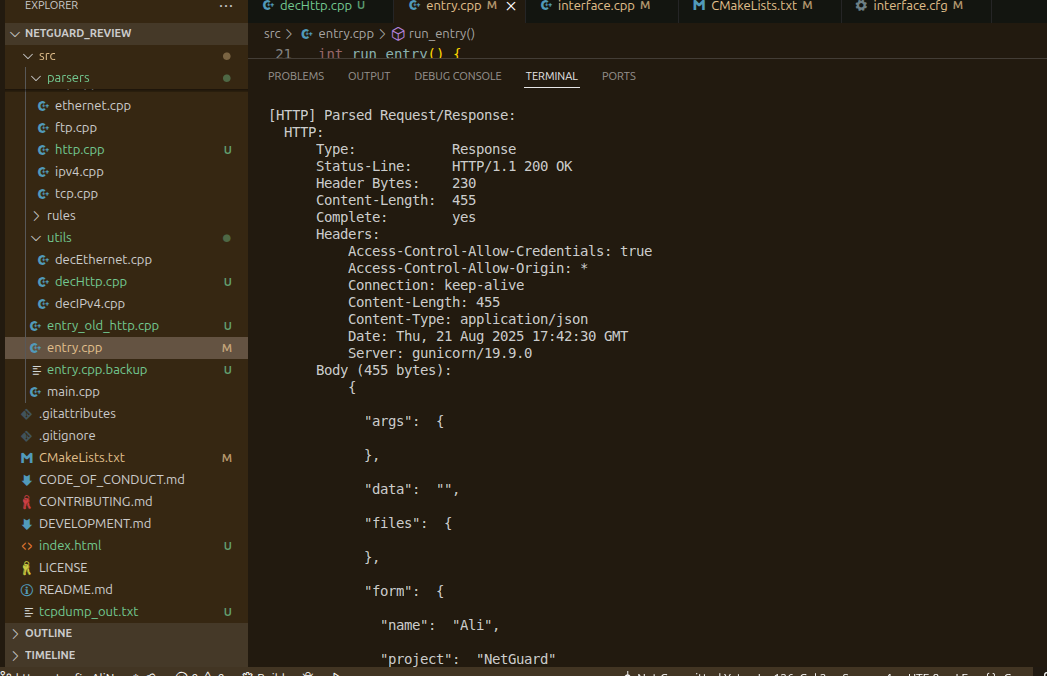 EXPLORER ...
decHttp.cpp U entry.cpp M interface.cpp M CMakeLists.txt M interface.cfg M
NETGUARD_REVIEW
src > entry.cpp > run_entry()
21 int run_entry() {
src
parsers
ethernet.cpp
ftp.cpp
http.cpp U
ipv4.cpp
tcp.cpp
rules
utils
decEthernet.cpp
decHttp.cpp U
decIPv4.cpp
entry_old_http.cpp U
entry.cpp M
entry.cpp.backup U
main.cpp
.gitattributes
.gitignore
CMakeLists.txt M
CODE_OF_CONDUCT.md
CONTRIBUTING.md
DEVELOPMENT.md
index.html U
LICENSE
README.md
tcpdump_out.txt U
OUTLINE
TIMELINE
PROBLEMS OUTPUT DEBUG CONSOLE TERMINAL PORTS
[HTTP] Parsed Request/Response:
HTTP:
Type: Response
Status-Line: HTTP/1.1 200 OK
Header Bytes: 230
Content-Length: 455
Complete: yes
Headers:
Access-Control-Allow-Credentials: true
Access-Control-Allow-Origin: *
Connection: keep-alive
Content-Length: 455
Content-Type: application/json
Date: Thu, 21 Aug 2025 17:42:30 GMT
Server: gunicorn/19.9.0
Body (455 bytes):
{
"args": {
},
"data": "",
"files": {
},
"form": {
"name": "Ali",
"project": "NetGuard"